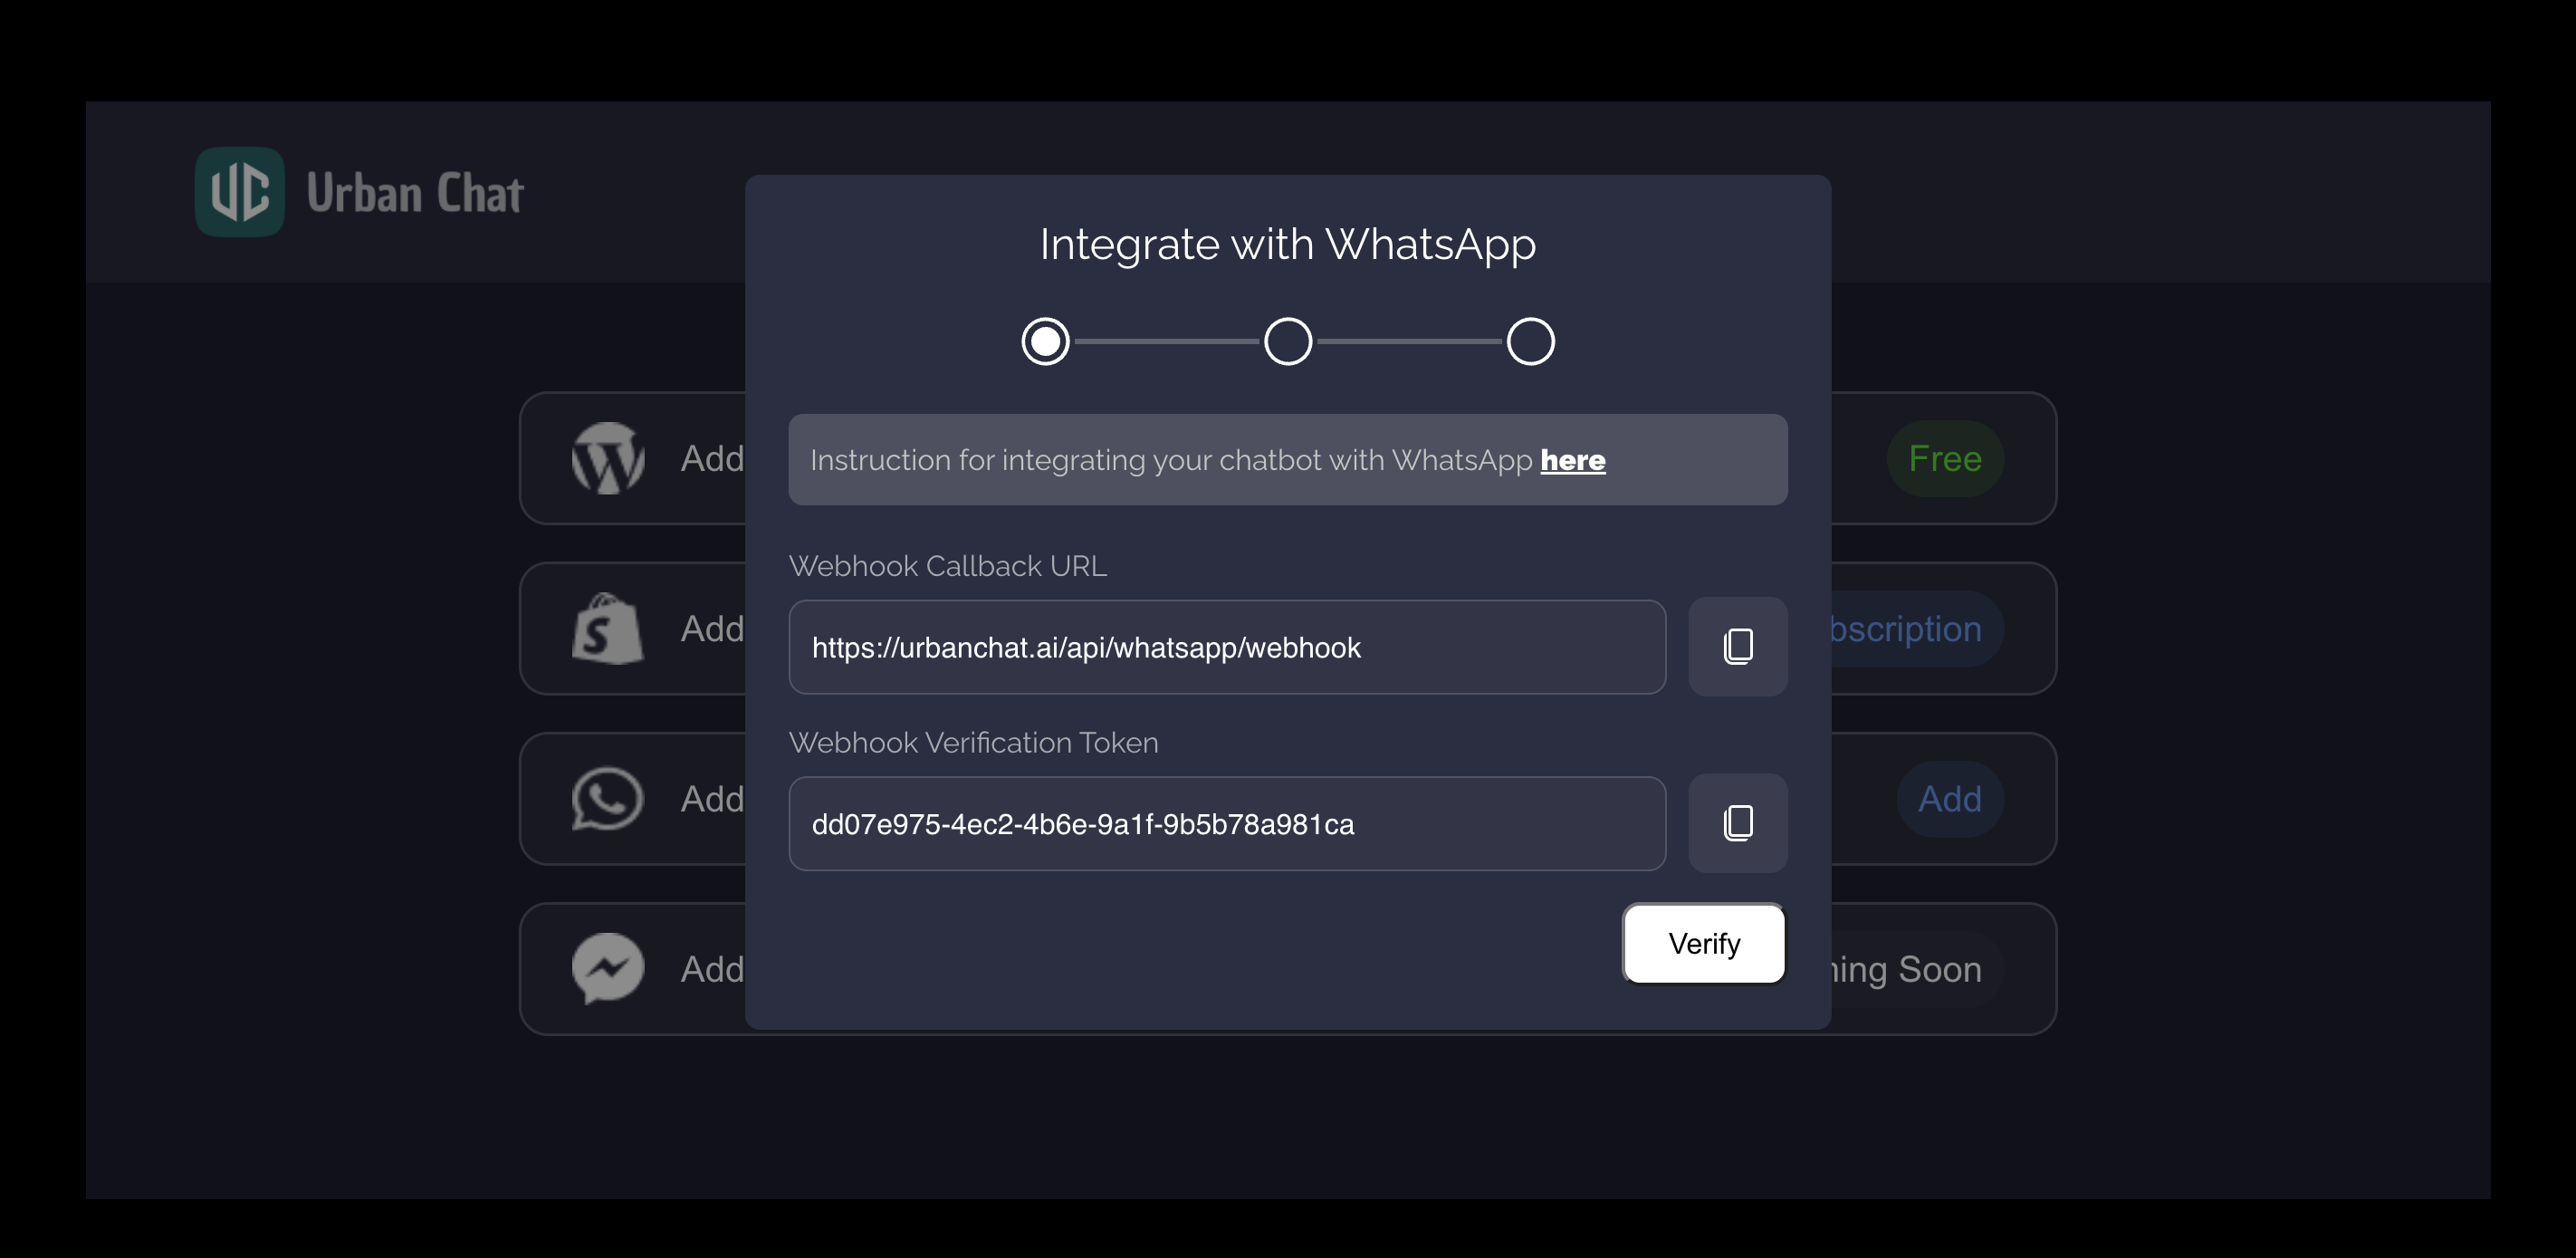 UC Urban Chat
Integrate with WhatsApp
Instruction for integrating your chatbot with WhatsApp here
Webhook Callback URL
https://urbanchat.ai/api/whatsapp/webhook
Webhook Verification Token
dd07e975-4ec2-4b6e-9a1f-9b5b78a981ca
Verify
Add
Free
Add
bscription
Add
Add
Add
ning Soon